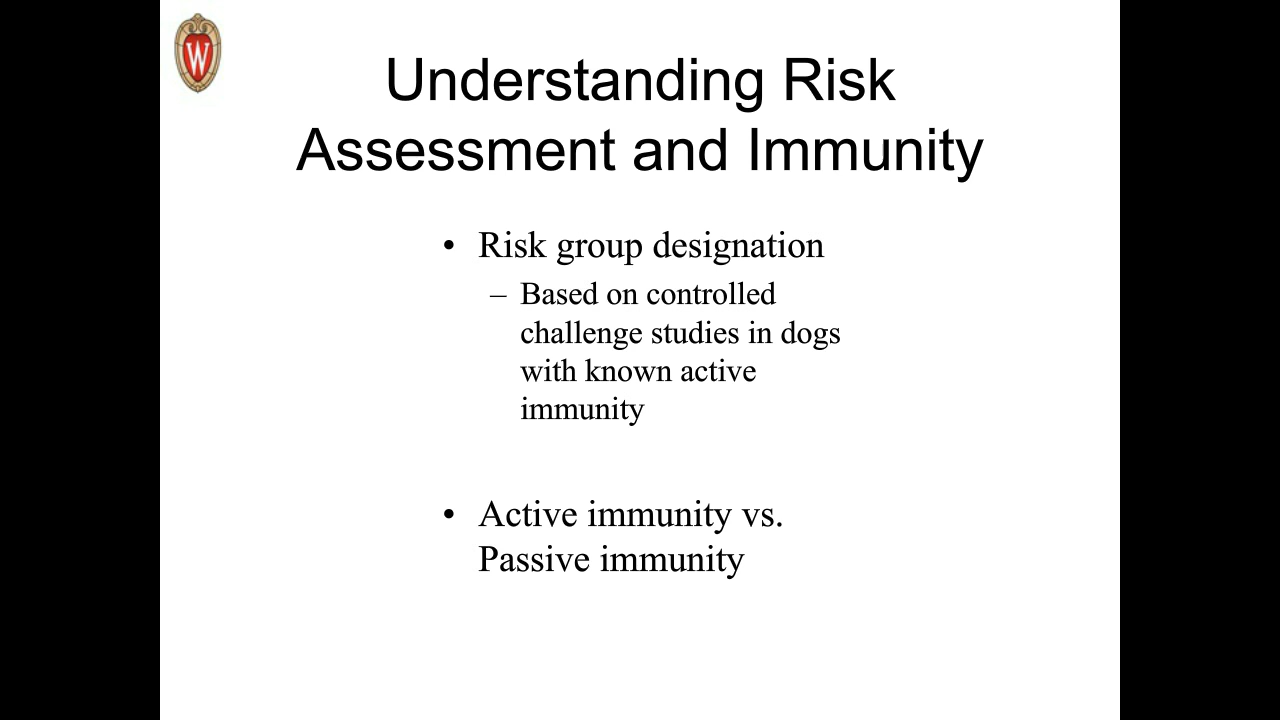 W
Understanding Risk
Assessment and Immunity
• Risk group designation
– Based on controlled
challenge studies in dogs
with known active
immunity
• Active immunity vs.
Passive immunity